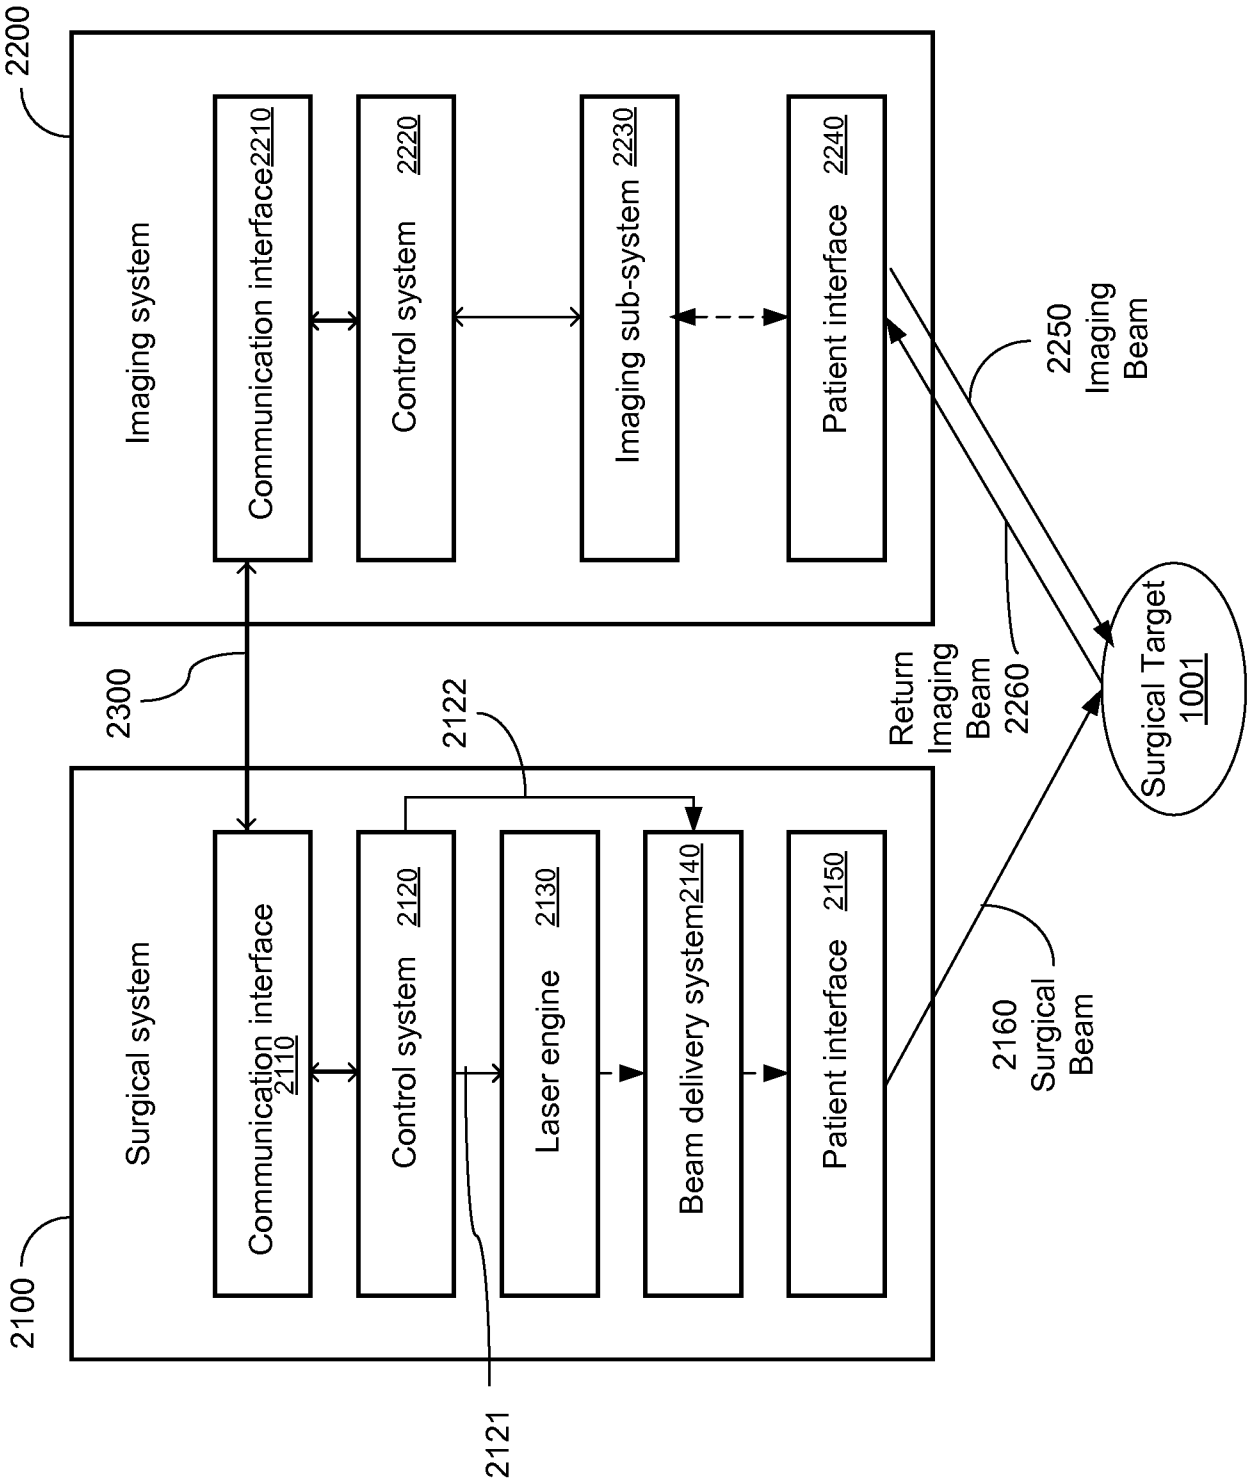 2100
Surgical system
Communication interface
2110
Control system 2120
2121
2122
Laser engine 2130
Beam delivery system2140
Patient interface 2150
2160
Surgical
Beam
2300
2200
Imaging system
Communication interface2210
Control system 2220
Imaging sub-system 2230
Patient interface 2240
Return
Imaging
Beam
2260
2250
Imaging
Beam
Surgical Target
1001